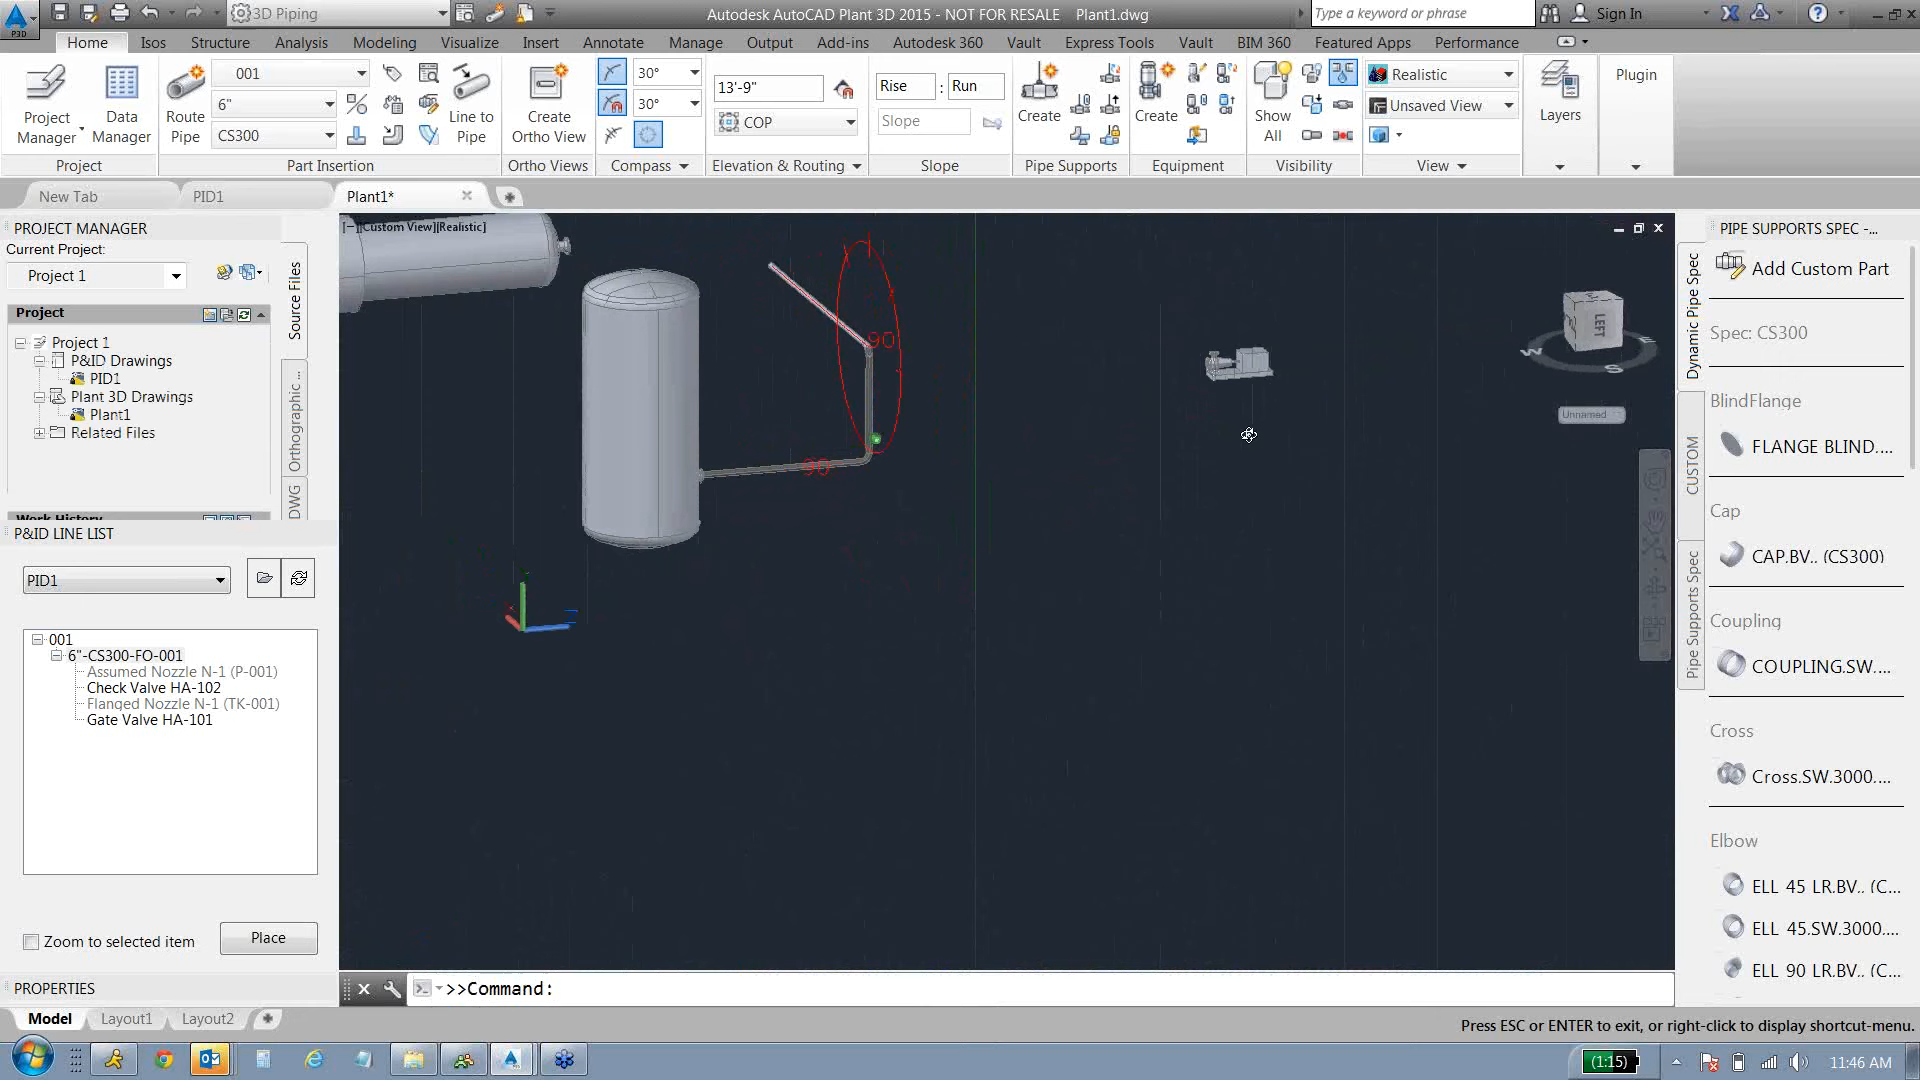 3D Piping
Autodesk AutoCAD Plant 3D 2015 - NOT FOR RESALE Plant1.dwg
Type a keyword or phrase
Sign In
P3D
Home Isos Structure Analysis Modeling Visualize Insert Annotate Manage Output Add-ins Autodesk 360 Vault Express Tools Vault BIM 360 Featured Apps Performance
Project Manager
Data Manager
Route Pipe
001
6"
CS300
Line to Pipe
Create Ortho View
30°
30°
13'-9"
COP
Rise : Run
Slope
Create
Create
Show All
Realistic
Unsaved View
Layers
Plugin
Project Part Insertion Ortho Views Compass Elevation & Routing Slope Pipe Supports Equipment Visibility View
New Tab PID1 Plant1*
PROJECT MANAGER
Current Project:
Project 1
Project
Project 1
P&ID Drawings
PID1
Plant 3D Drawings
Plant1
Related Files
Work History
Source Files
Orthographic ...
DWG
P&ID LINE LIST
PID1
001
6"-CS300-FO-001
Assumed Nozzle N-1 (P-001)
Check Valve HA-102
Flanged Nozzle N-1 (TK-001)
Gate Valve HA-101
Zoom to selected item
Place
PROPERTIES
[−][Custom View][Realistic]
90
90
LEFT
W
E
S
Unnamed
PIPE SUPPORTS SPEC -...
Dynamic Pipe Spec
CUSTOM
Pipe Supports Spec
Add Custom Part
Spec: CS300
BlindFlange
FLANGE BLIND....
Cap
CAP.BV.. (CS300)
Coupling
COUPLING.SW....
Cross
Cross.SW.3000....
Elbow
ELL 45 LR.BV.. (C...
ELL 45.SW.3000....
ELL 90 LR.BV.. (C...
>>Command:
Model Layout1 Layout2
Press ESC or ENTER to exit, or right-click to display shortcut-menu.
(1:15)
11:46 AM